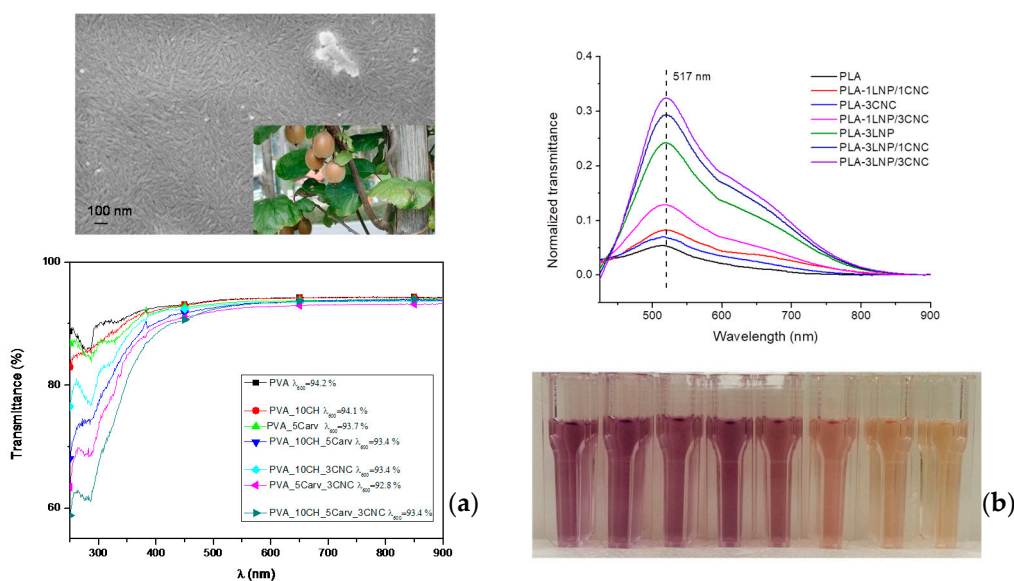 100 nm
100
90
80
70
60
Transmittance (%)
300 400 500 600 700 800 900
λ (nm)
PVA λ600=94.2 %
PVA_10CH λ600=94.1 %
PVA_5Carv λ600=93.7 %
PVA_10CH_5Carv λ600=93.4 %
PVA_10CH_3CNC λ600=93.4 %
PVA_5Carv_3CNC λ600=92.8 %
PVA_10CH_5Carv_3CNC λ600=93.4 %
(a)
0.4
0.3
0.2
0.1
0.0
Normalized transmittance
517 nm
PLA
PLA-1LNP/1CNC
PLA-3CNC
PLA-1LNP/3CNC
PLA-3LNP
PLA-3LNP/1CNC
PLA-3LNP/3CNC
500 600 700 800 900
Wavelength (nm)
(b)